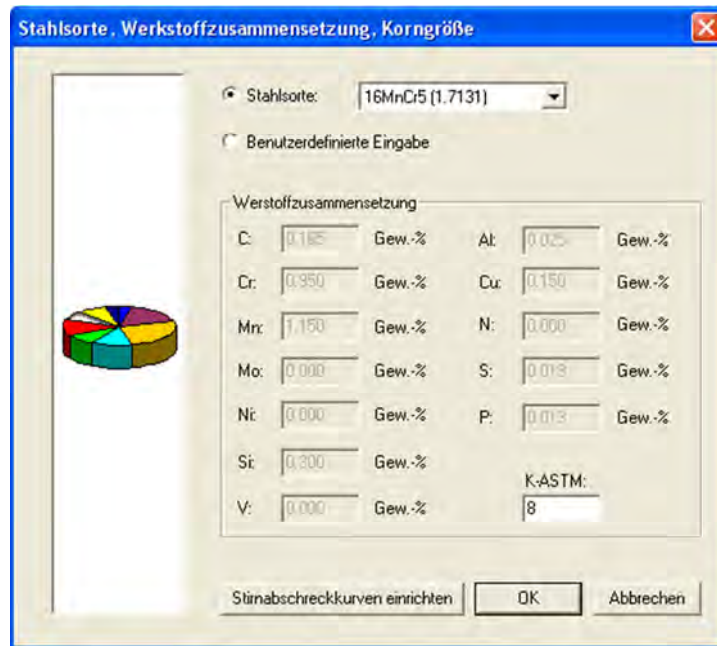 Stahlsorte, Werkstoffzusammensetzung, Korngröße
Stahlsorte: 16MnCr5 (1.7131)
Benutzerdefinierte Eingabe
Werstoffzusammensetzung
C: 0.165 Gew.-% Al: 0.025 Gew.-%
Cr: 0.950 Gew.-% Cu: 0.150 Gew.-%
Mn: 1.150 Gew.-% N: 0.000 Gew.-%
Mo: 0.000 Gew.-% S: 0.013 Gew.-%
Ni: 0.000 Gew.-% P: 0.013 Gew.-%
Si: 0.300 Gew.-%
K-ASTM:
V: 0.000 Gew.-% 8
Stirnabschreckkurven einrichten OK Abbrechen